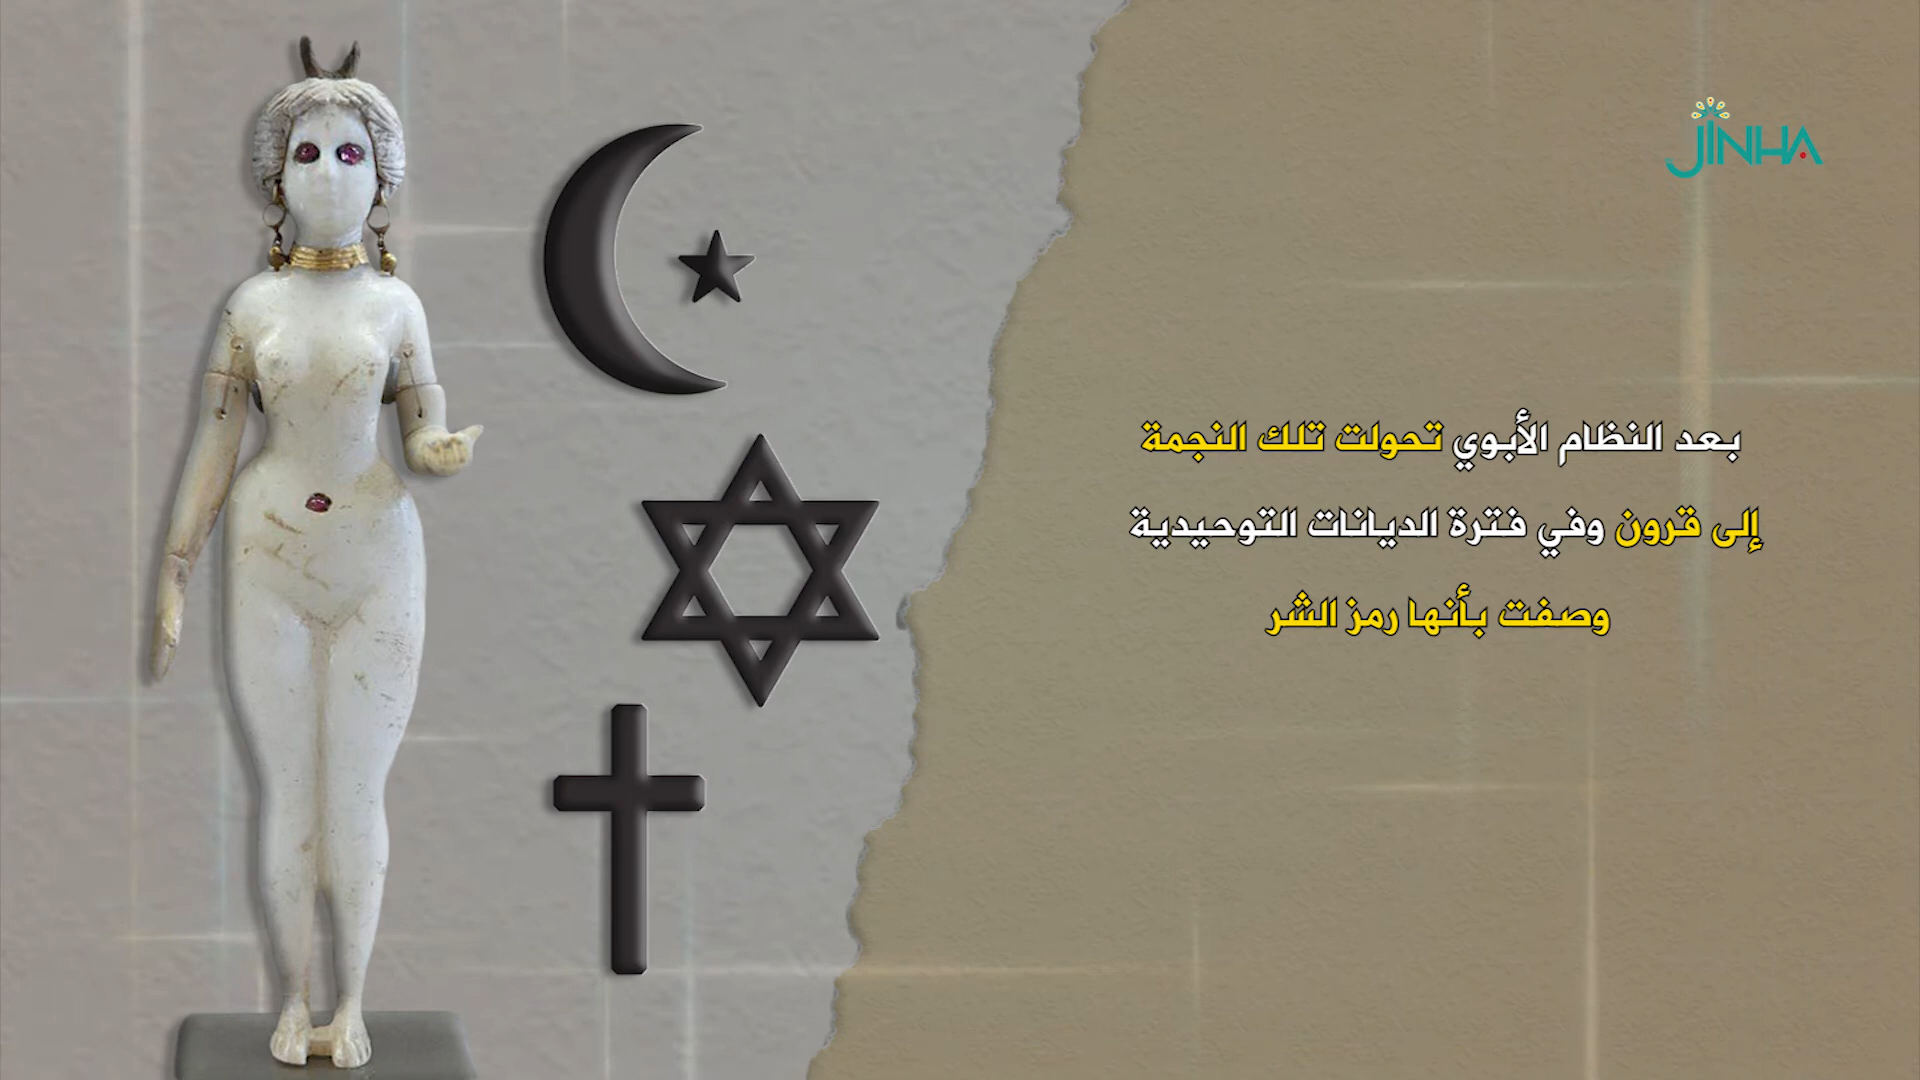 JINHA
بعد النظام الأبوي تحولت تلك النجمة
إلى قرون وفي فترة الديانات التوحيدية
وصفت بأنها رمز الشر